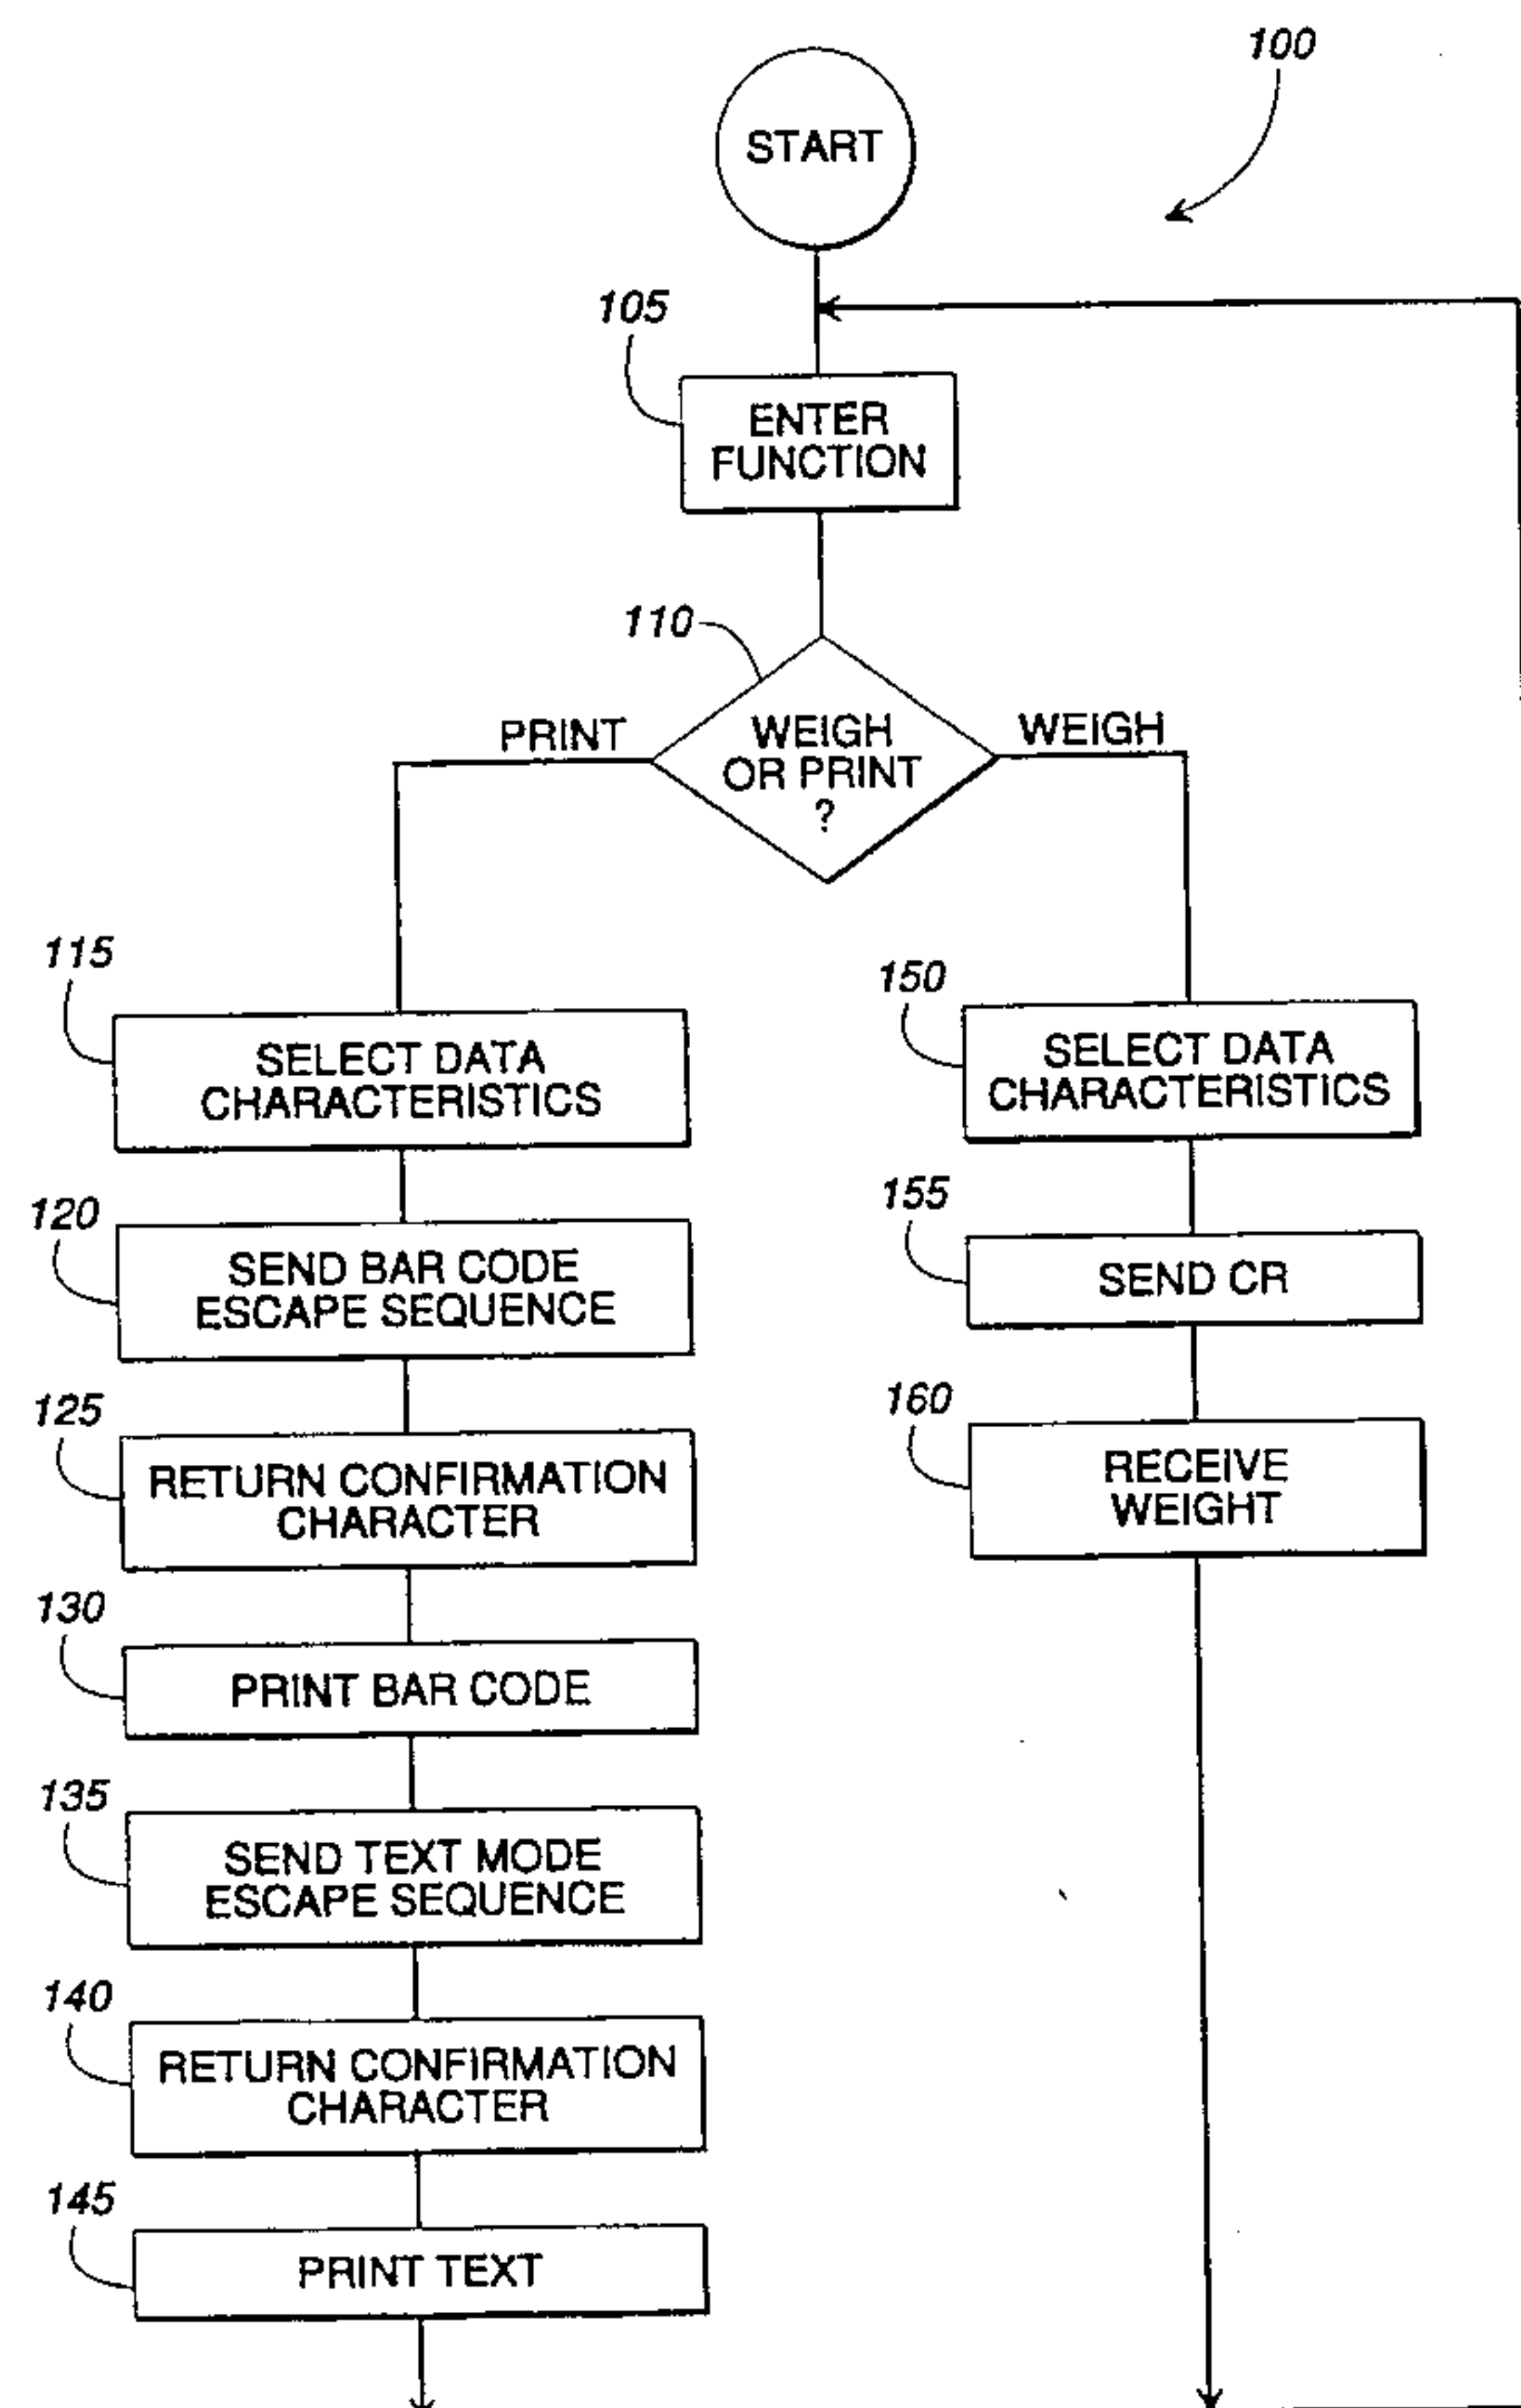 100
START
105
ENTER
FUNCTION
110
WEIGH
OR PRINT
?
PRINT
WEIGH
115
SELECT DATA
CHARACTERISTICS
120
SEND BAR CODE
ESCAPE SEQUENCE
125
RETURN CONFIRMATION
CHARACTER
130
PRINT BAR CODE
135
SEND TEXT MODE
ESCAPE SEQUENCE
140
RETURN CONFIRMATION
CHARACTER
145
PRINT TEXT
150
SELECT DATA
CHARACTERISTICS
155
SEND CR
160
RECEIVE
WEIGHT